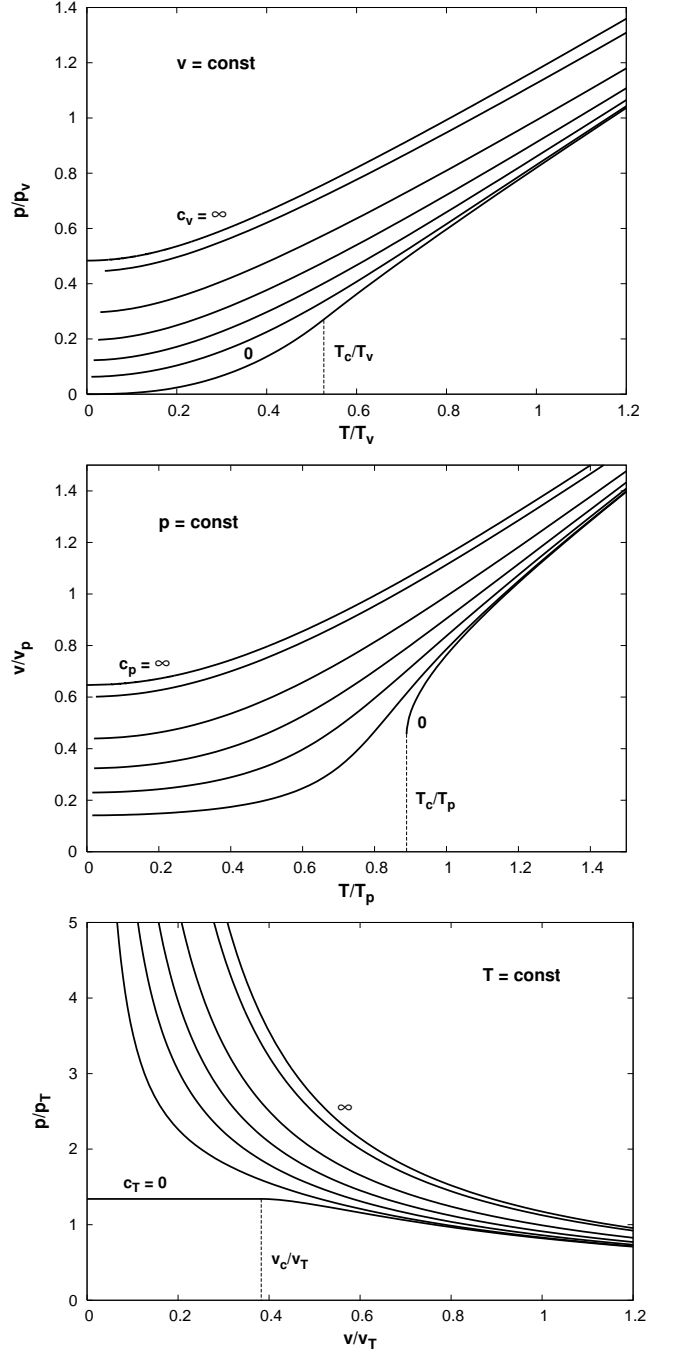 1.4
1.2
1
0.8
0.6
0.4
0.2
0
p/p_v
v = const
c_v = ∞
0
T_c/T_v
0 0.2 0.4 0.6 0.8 1 1.2
T/T_v
1.4
1.2
1
0.8
0.6
0.4
0.2
0
v/v_p
p = const
c_p = ∞
0
T_c/T_p
0 0.2 0.4 0.6 0.8 1 1.2 1.4
T/T_p
5
4
3
2
1
0
p/p_T
T = const
∞
c_T = 0
v_c/v_T
0 0.2 0.4 0.6 0.8 1 1.2
v/v_T